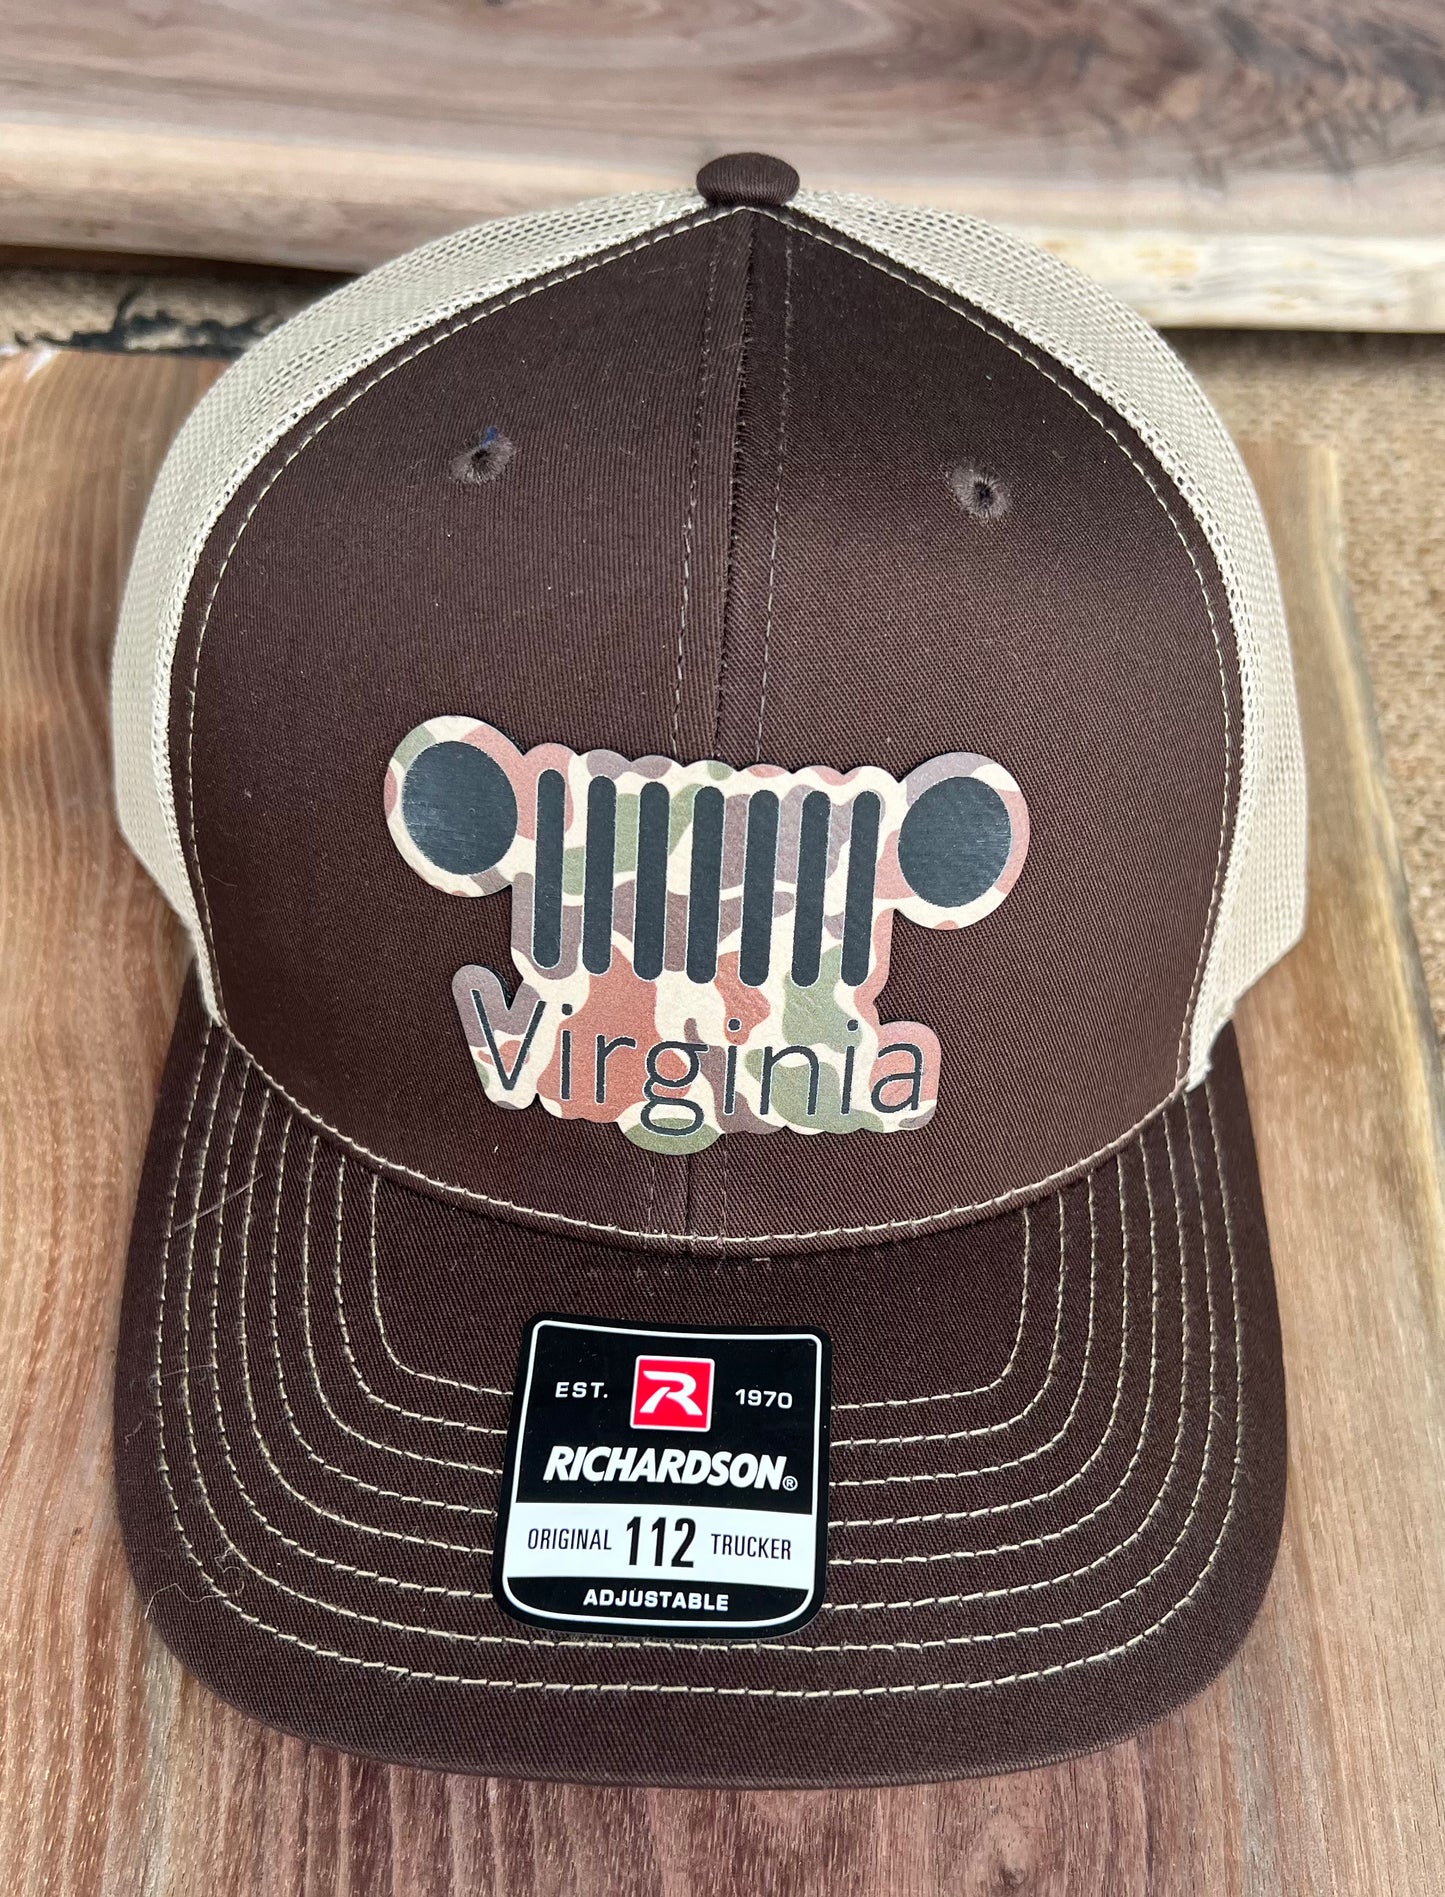 Virginia
EST. R 1970
RICHARDSON®
ORIGINAL 112 TRUCKER
ADJUSTABLE